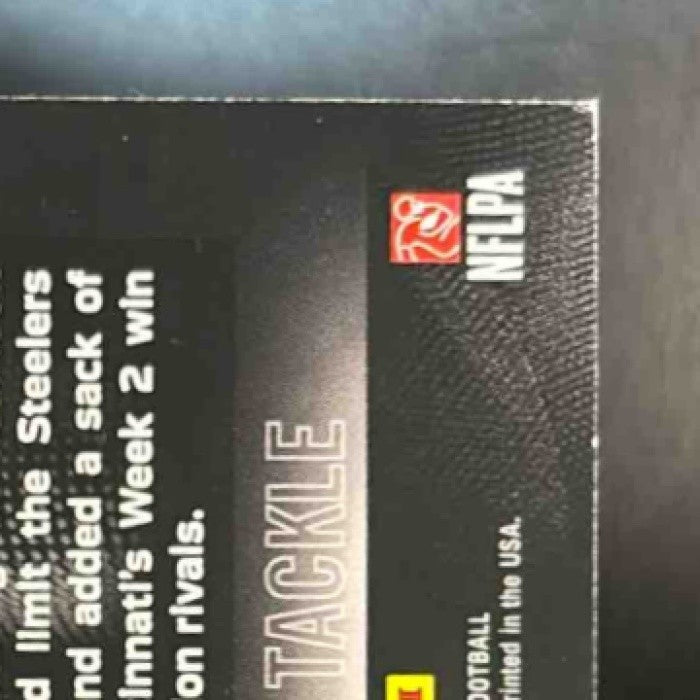 d limit the Steelers
nd added a sack of
innati's Week 2 win
on rivals.
TACKLE
NFLPA
OOTBALL
rinted in the USA.